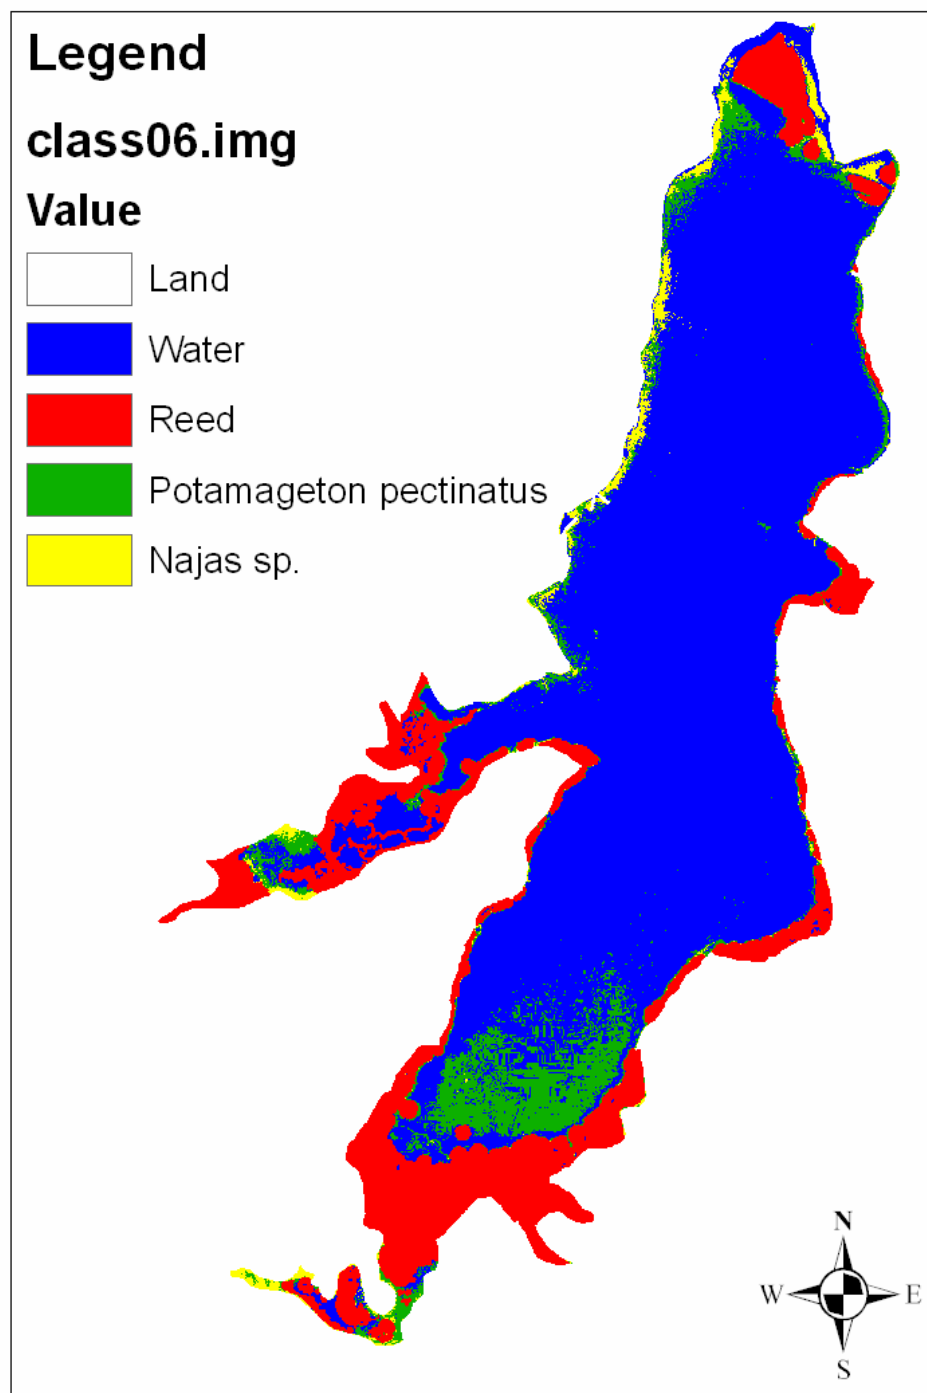 Legend
class06.img
Value
Land
Water
Reed
Potamageton pectinatus
Najas sp.
N
W E
S